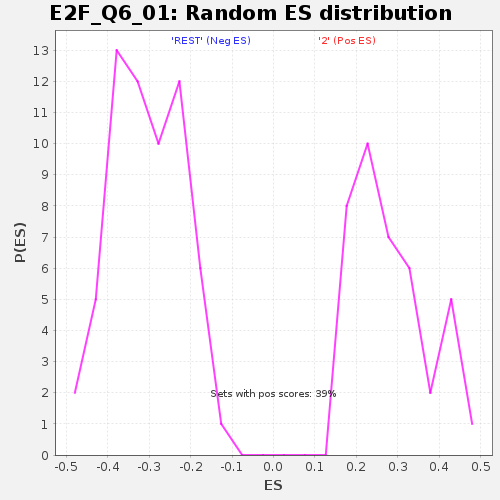 E2F_Q6_01: Random ES distribution
'REST' (Neg ES) '2' (Pos ES)
13
12
11
10
9
8
7
6
5
4
3
2
1
0
P(ES)
Sets with pos scores: 39%
-0.5 -0.4 -0.3 -0.2 -0.1 0.0 0.1 0.2 0.3 0.4 0.5
ES